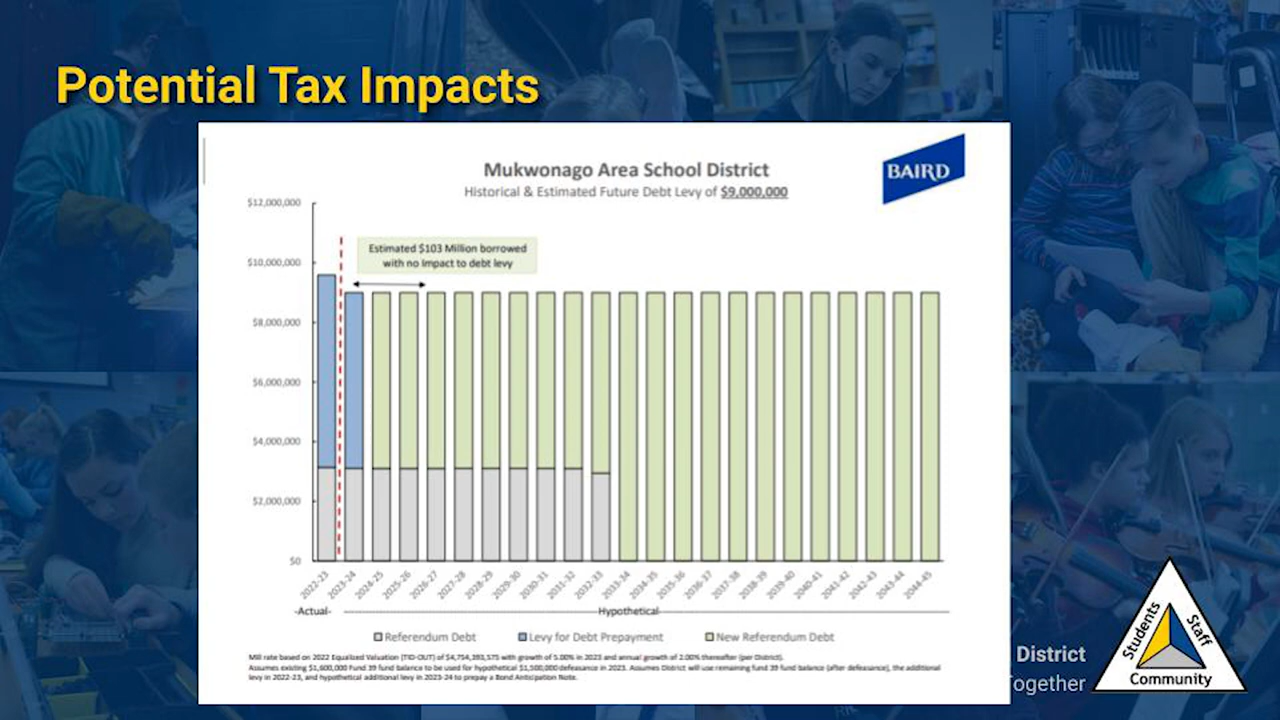 Potential Tax Impacts
BAIRD
Mukwonago Area School District
Historical & Estimated Future Debt Levy of $9,000,000
$12,000,000
$10,000,000
$8,000,000
$6,000,000
$4,000,000
$2,000,000
$0
Estimated $103 Million borrowed
with no Impact to debt levy
2022-23
2023-24
2024-25
2025-26
2026-27
2027-28
2028-29
2029-30
2030-31
2031-32
2032-33
2033-34
2034-35
2035-36
2036-37
2037-38
2038-39
2039-40
2040-41
2041-42
2042-43
2043-44
2044-45
-Actual-
Hypothetical
Referendum Debt
Levy for Debt Prepayment
New Referendum Debt
Mill rate based on 2022 Equalized Valuation (TID-OUT) of $4,754,393,575 with growth of 5.00% in 2023 and annual growth of 2.00% thereafter (per District).
Assumes existing $1,600,000 Fund 39 fund balance to be used for hypothetical $1,500,000 defeasance in 2023. Assumes District will use remaining fund 39 fund balance (after defeasance), the additional
levy in 2022-23, and hypothetical additional levy in 2023-24 to prepay a Bond Anticipation Note.
District
Together
Students
Staff
Community